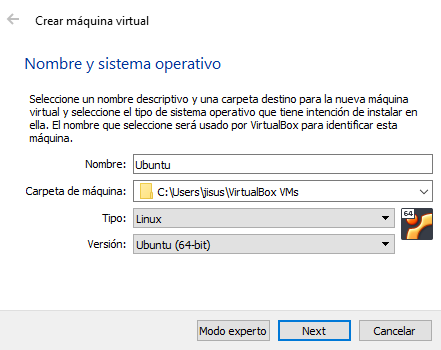 Crear máquina virtual
Nombre y sistema operativo
Seleccione un nombre descriptivo y una carpeta destino para la nueva máquina
virtual y seleccione el tipo de sistema operativo que tiene intención de instalar en
ella. El nombre que seleccione será usado por VirtualBox para identificar esta
máquina.
Nombre: Ubuntu
Carpeta de máquina: C:\Users\jisus\VirtualBox VMs
Tipo: Linux
64
Versión: Ubuntu (64-bit)
Modo experto Next Cancelar